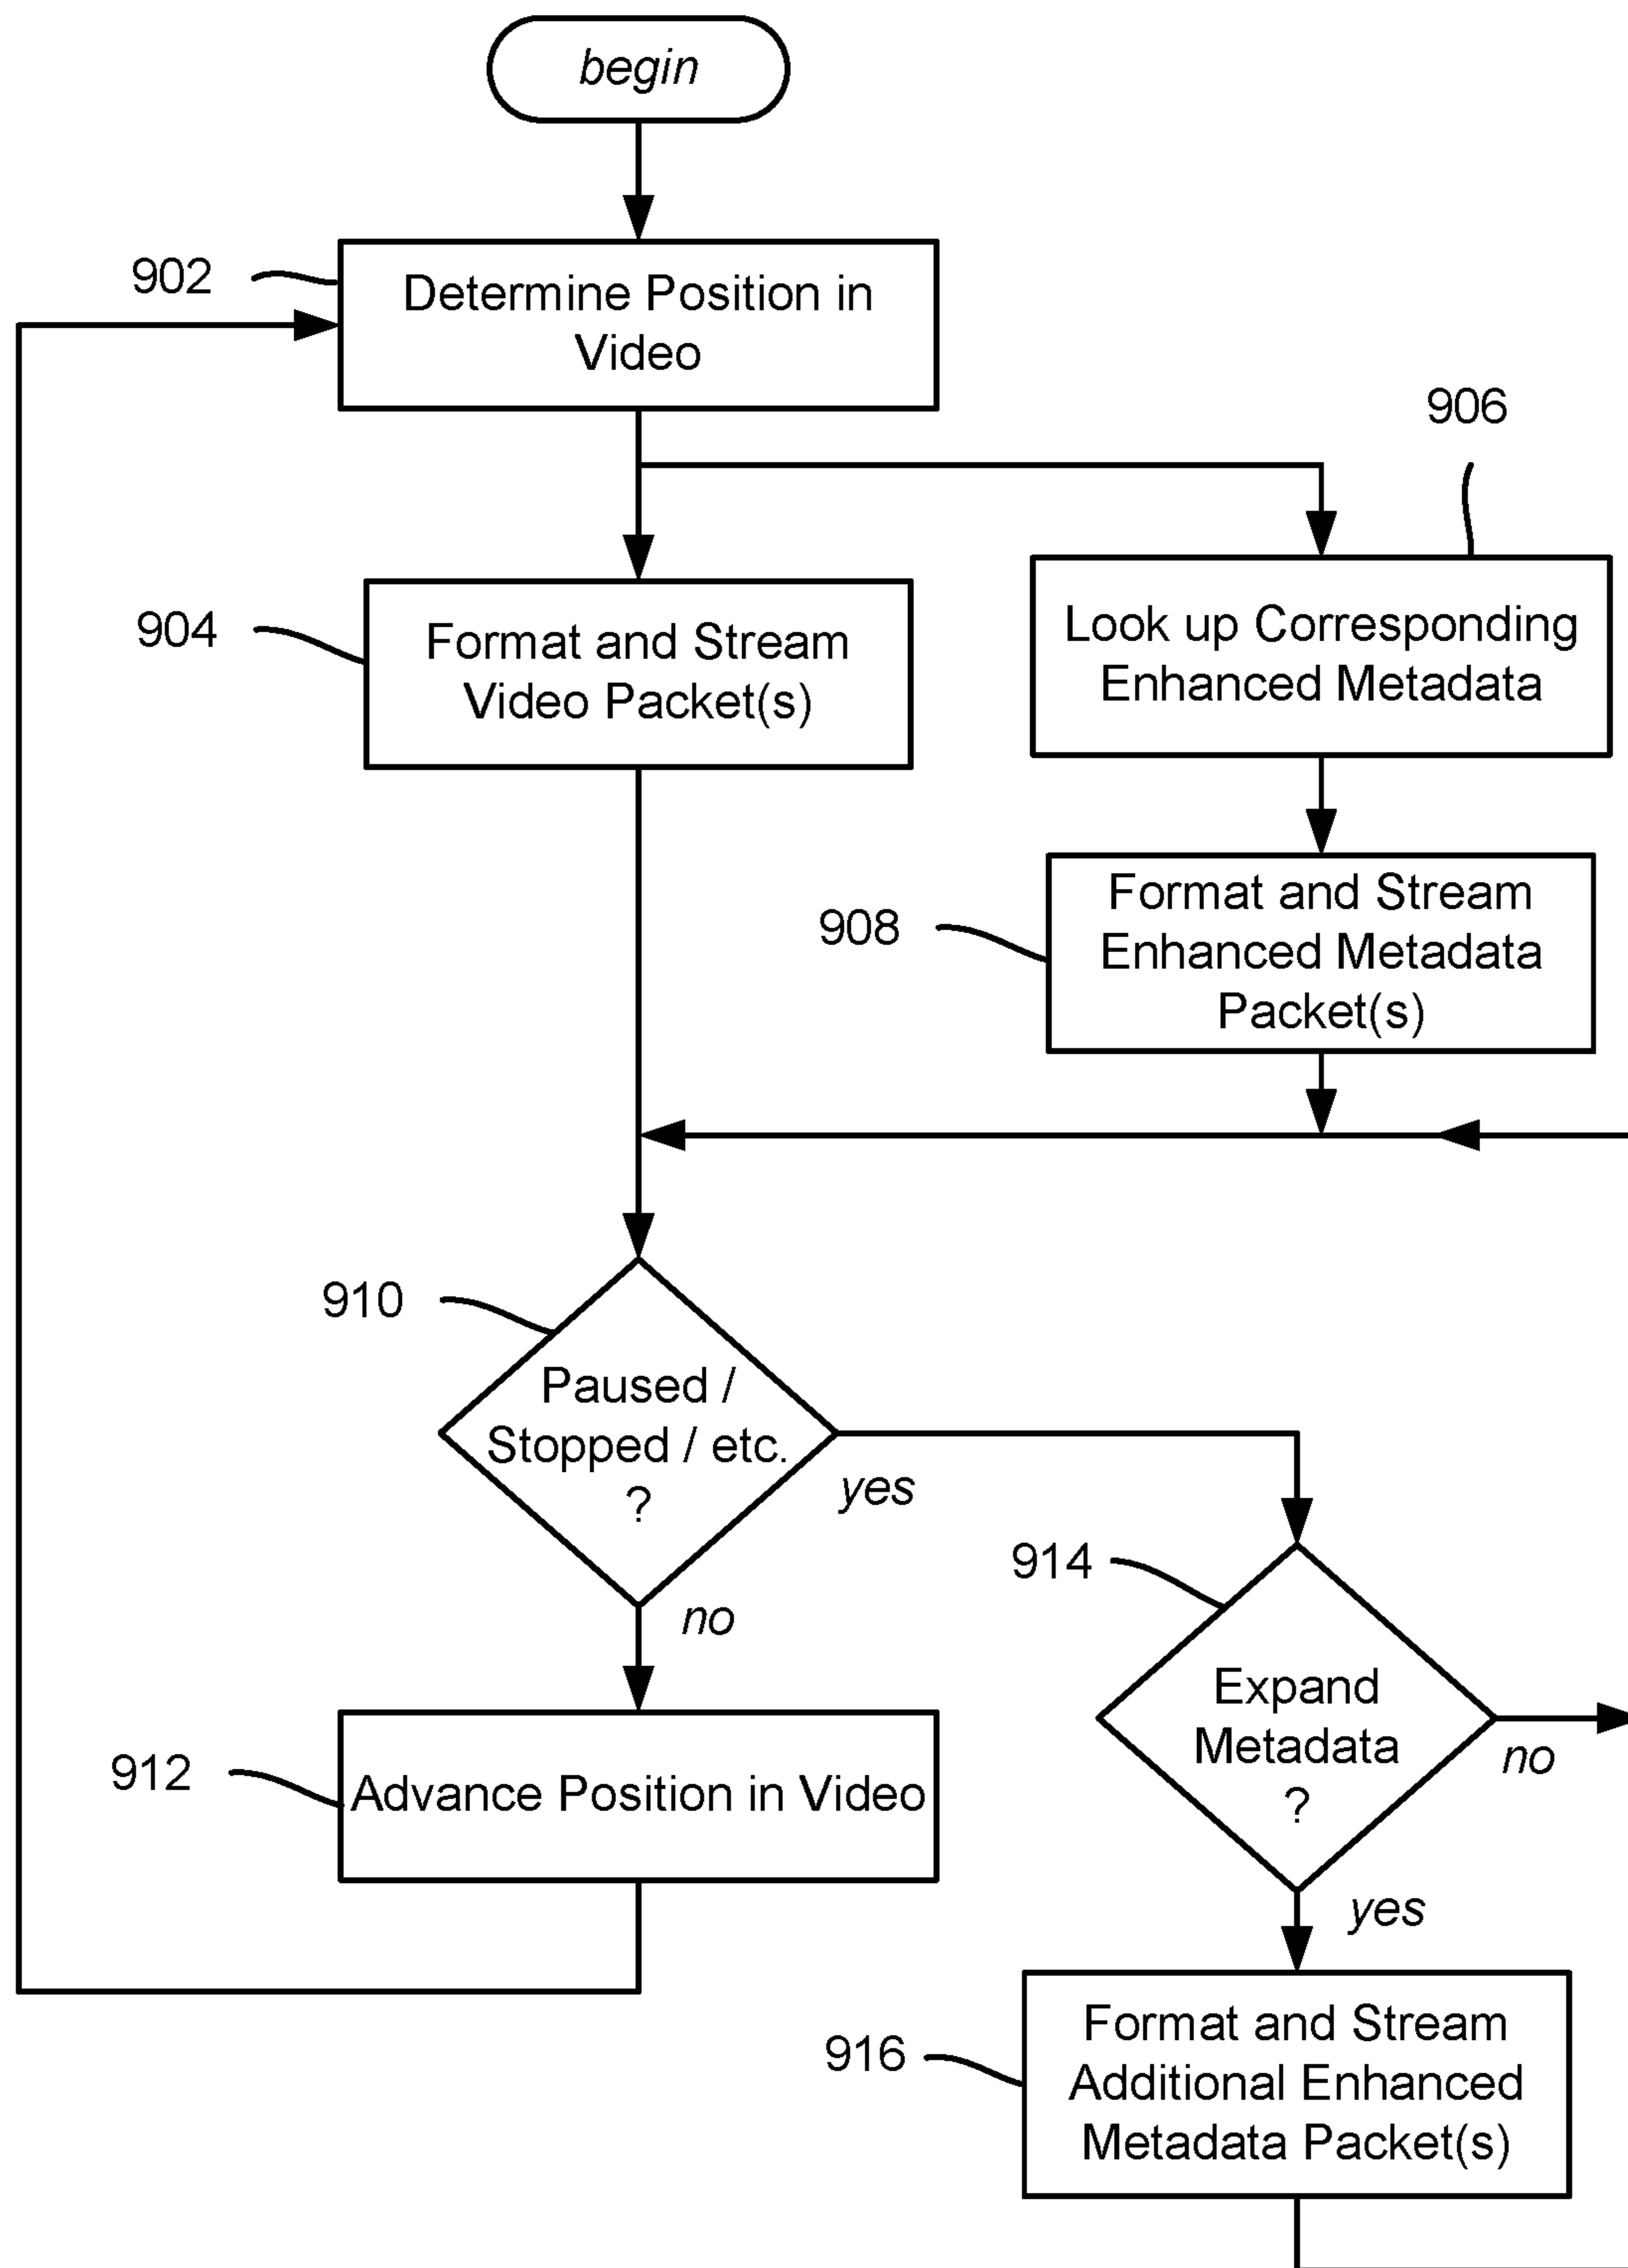 begin
902
Determine Position in
Video
906
904
Format and Stream
Video Packet(s)
Look up Corresponding
Enhanced Metadata
908
Format and Stream
Enhanced Metadata
Packet(s)
910
Paused /
Stopped / etc.
?
yes
no
914
Expand
Metadata
?
no
yes
912
Advance Position in Video
916
Format and Stream
Additional Enhanced
Metadata Packet(s)